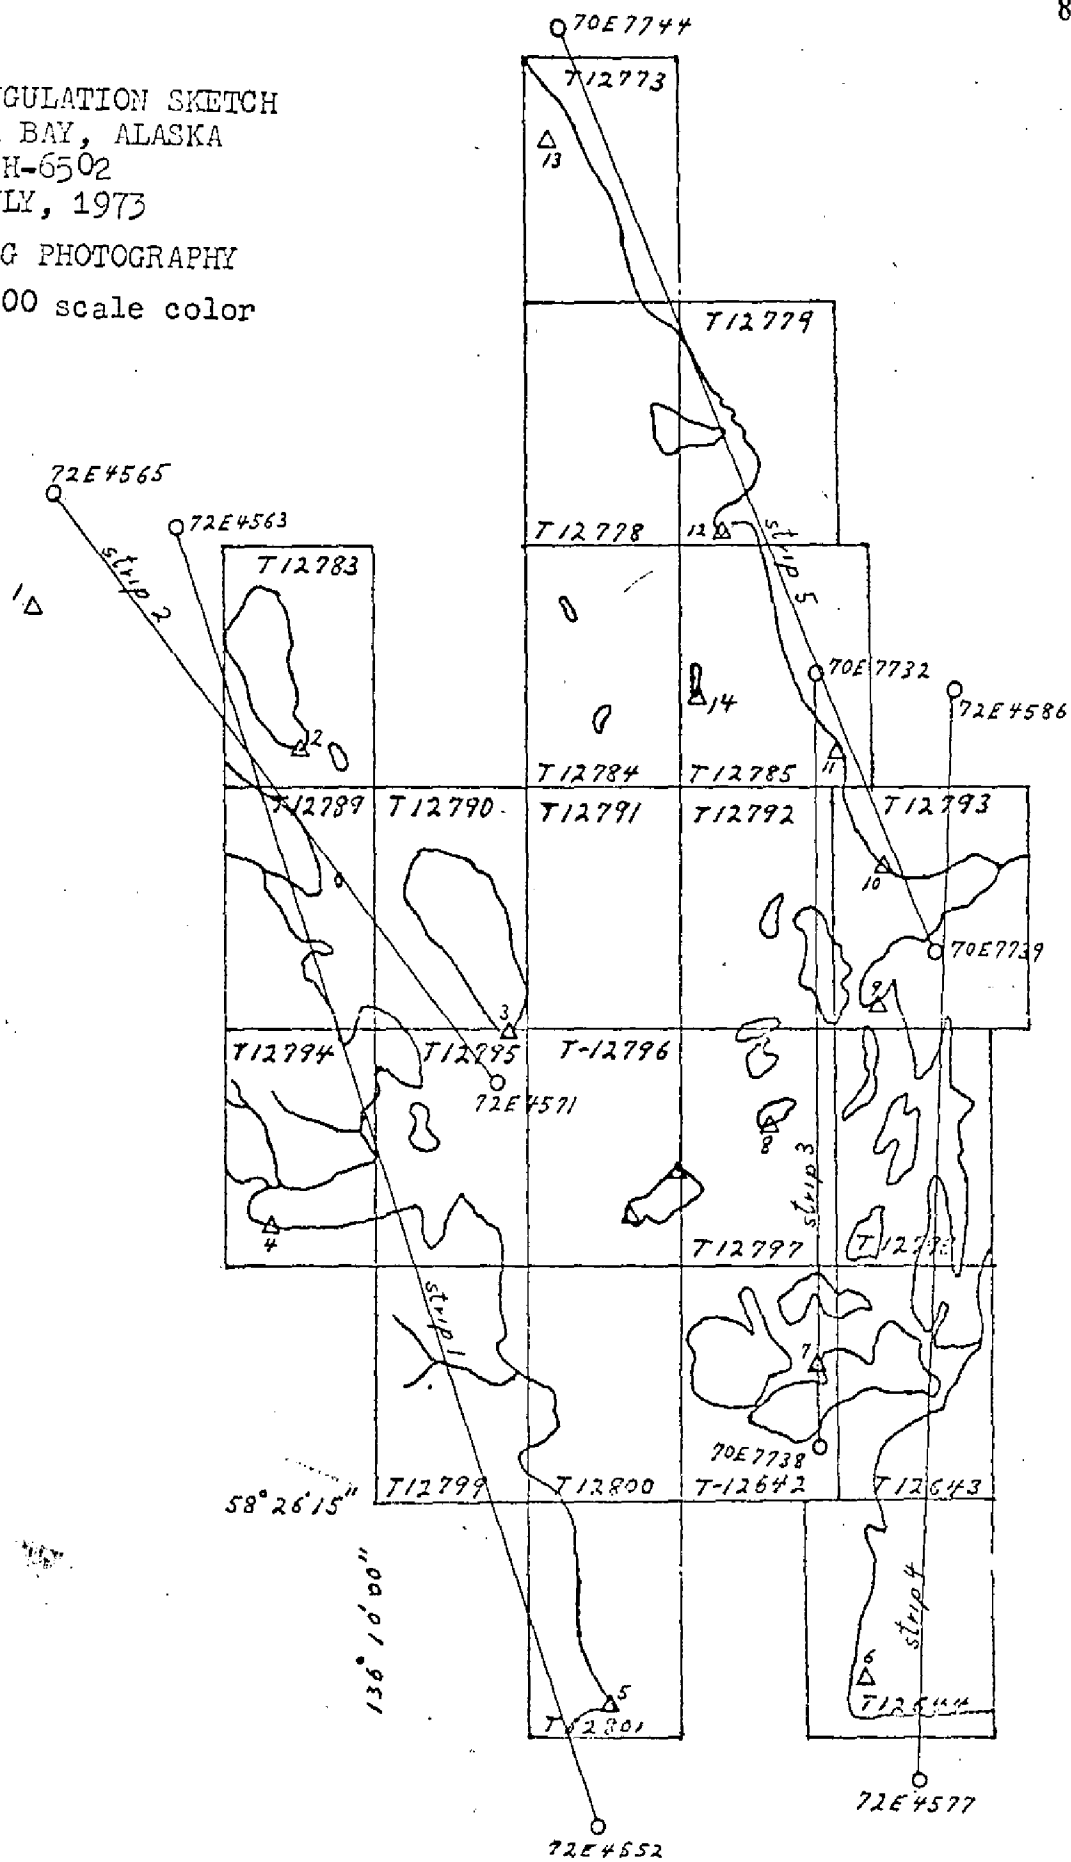 8
GULATION SKETCH
BAY, ALASKA
H-6502
LY, 1973
G PHOTOGRAPHY
00 scale color
70E7744
T12773
13
T12779
72E4565
72E4563
strip 2
T12778
12
strip 5
T12783
1
70E7732
14
72E4586
2
11
T12784
T12785
T12789
T12790
T12791
T12792
T12793
10
70E7739
9
3
T12794
T12795
T-12796
72E4571
8
strip 3
4
T12797
strip 1
7
70E7738
T12799
T12800
T-12642
T12643
58°26'15"
136°10'00"
strip 4
6
5
T12644
T12801
72E4577
72E4552